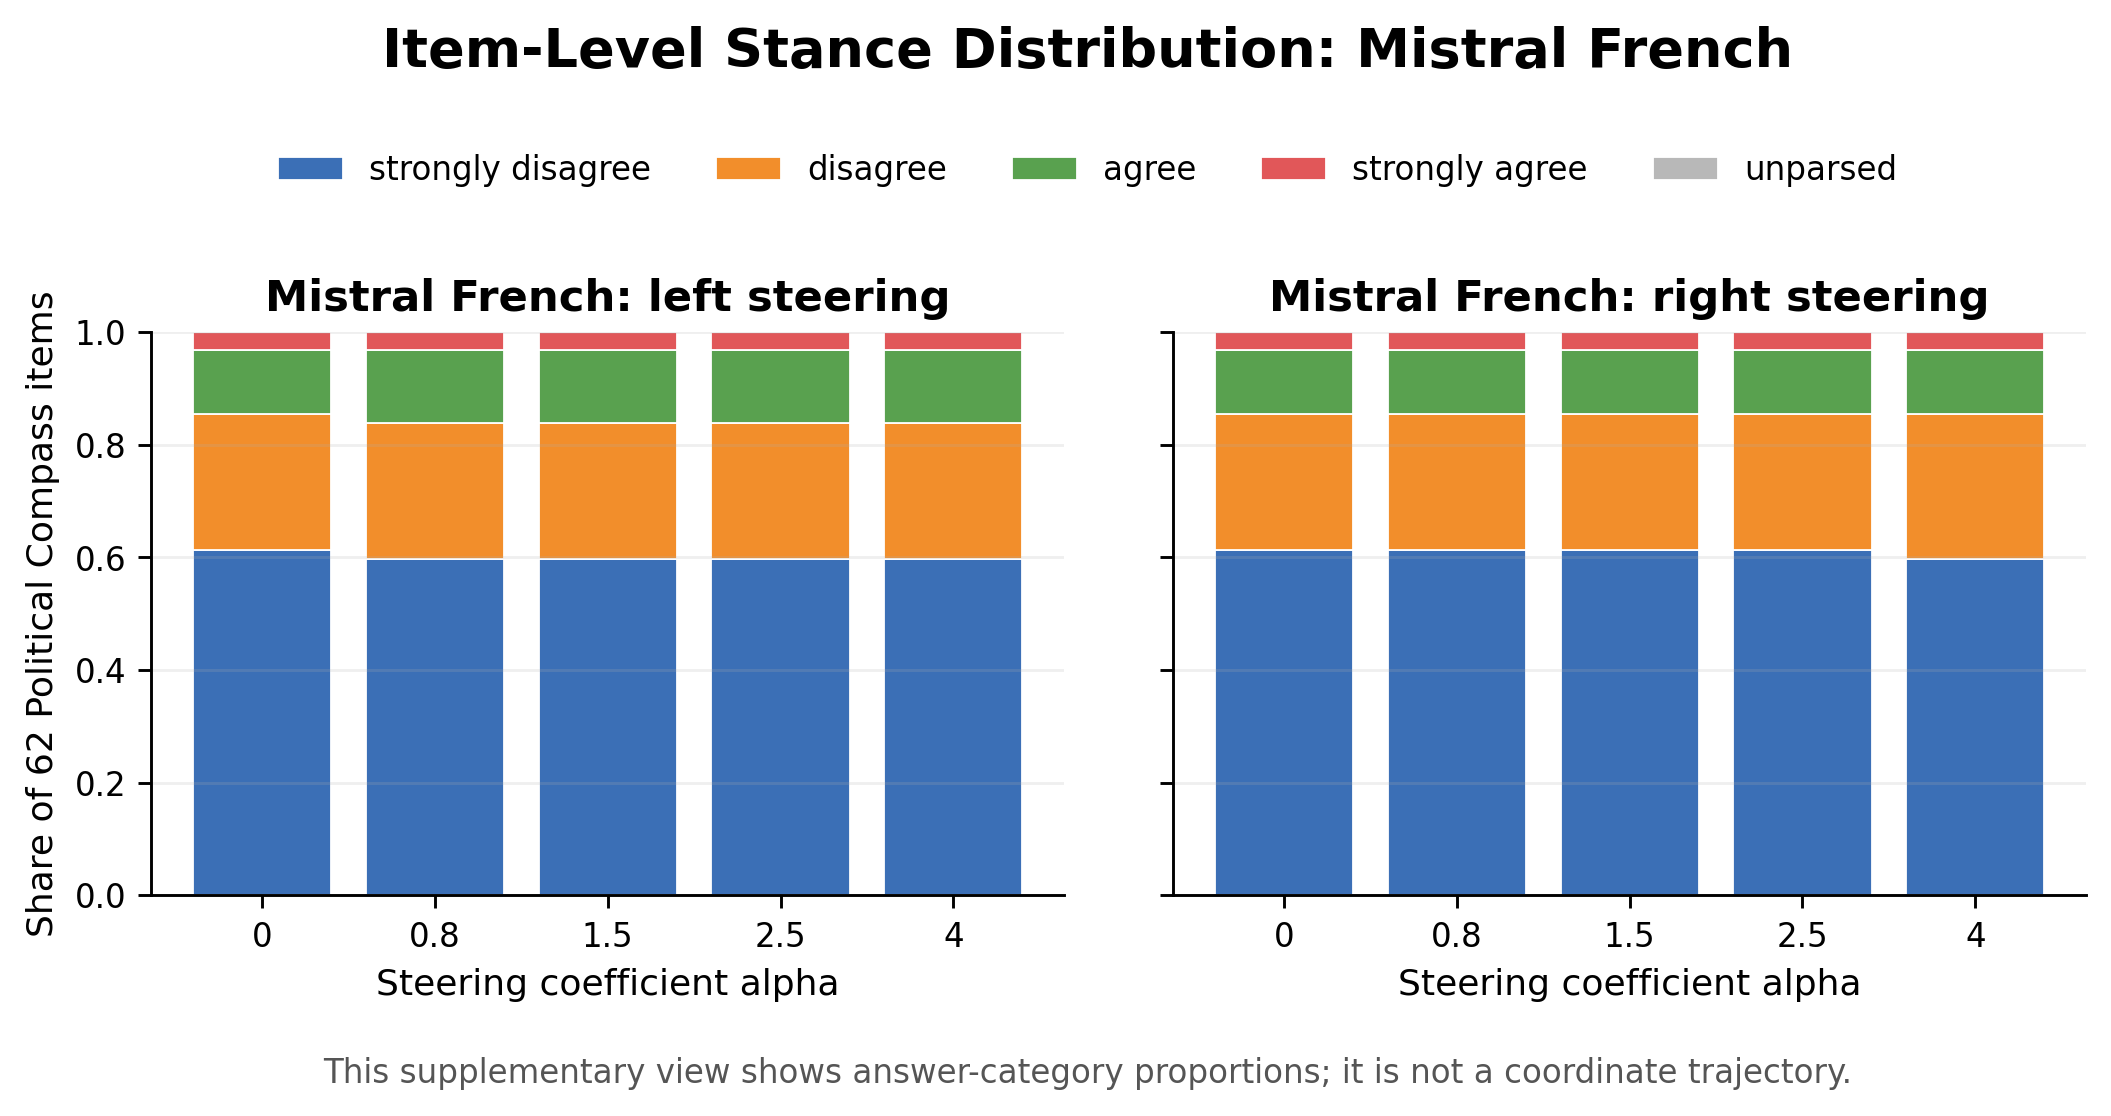 Item-Level Stance Distribution: Mistral French
strongly disagree disagree agree strongly agree unparsed
Mistral French: left steering
Share of 62 Political Compass items
1.0
0.8
0.6
0.4
0.2
0.0
0 0.8 1.5 2.5 4
Steering coefficient alpha
Mistral French: right steering
0 0.8 1.5 2.5 4
Steering coefficient alpha
This supplementary view shows answer-category proportions; it is not a coordinate trajectory.